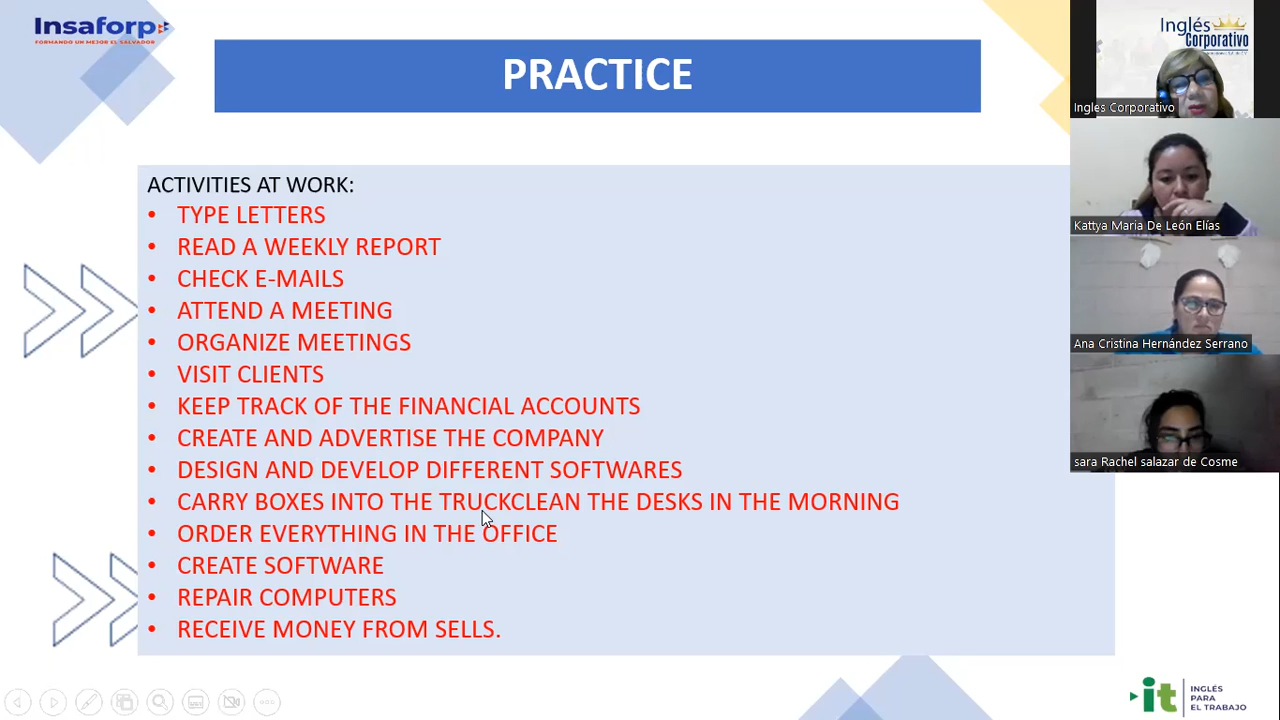 Insaforp
FORMANDO UN MEJOR EL SALVADOR
PRACTICE
ACTIVITIES AT WORK:
• TYPE LETTERS
• READ A WEEKLY REPORT
• CHECK E-MAILS
• ATTEND A MEETING
• ORGANIZE MEETINGS
• VISIT CLIENTS
• KEEP TRACK OF THE FINANCIAL ACCOUNTS
• CREATE AND ADVERTISE THE COMPANY
• DESIGN AND DEVELOP DIFFERENT SOFTWARES
• CARRY BOXES INTO THE TRUCKCLEAN THE DESKS IN THE MORNING
• ORDER EVERYTHING IN THE OFFICE
• CREATE SOFTWARE
• REPAIR COMPUTERS
• RECEIVE MONEY FROM SELLS.
Inglés
Corporativo
Ingles Corporativo
Kattya Maria De León Elías
Ana Cristina Hernández Serrano
sara Rachel salazar de Cosme
it
INGLÉS
PARA
EL TRABAJO